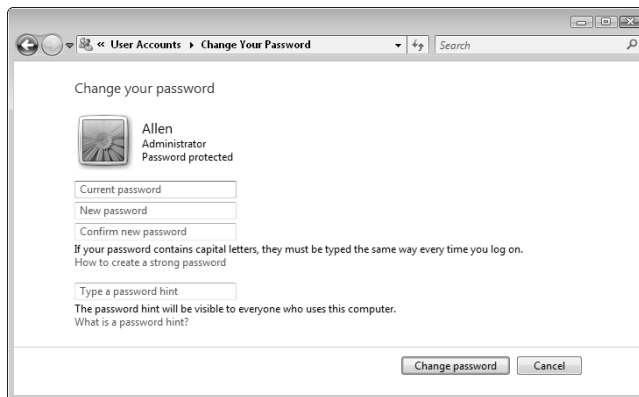 « User Accounts ▸ Change Your Password
Search
Change your password
Allen
Administrator
Password protected
Current password
New password
Confirm new password
If your password contains capital letters, they must be typed the same way every time you log on.
How to create a strong password
Type a password hint
The password hint will be visible to everyone who uses this computer.
What is a password hint?
Change password
Cancel